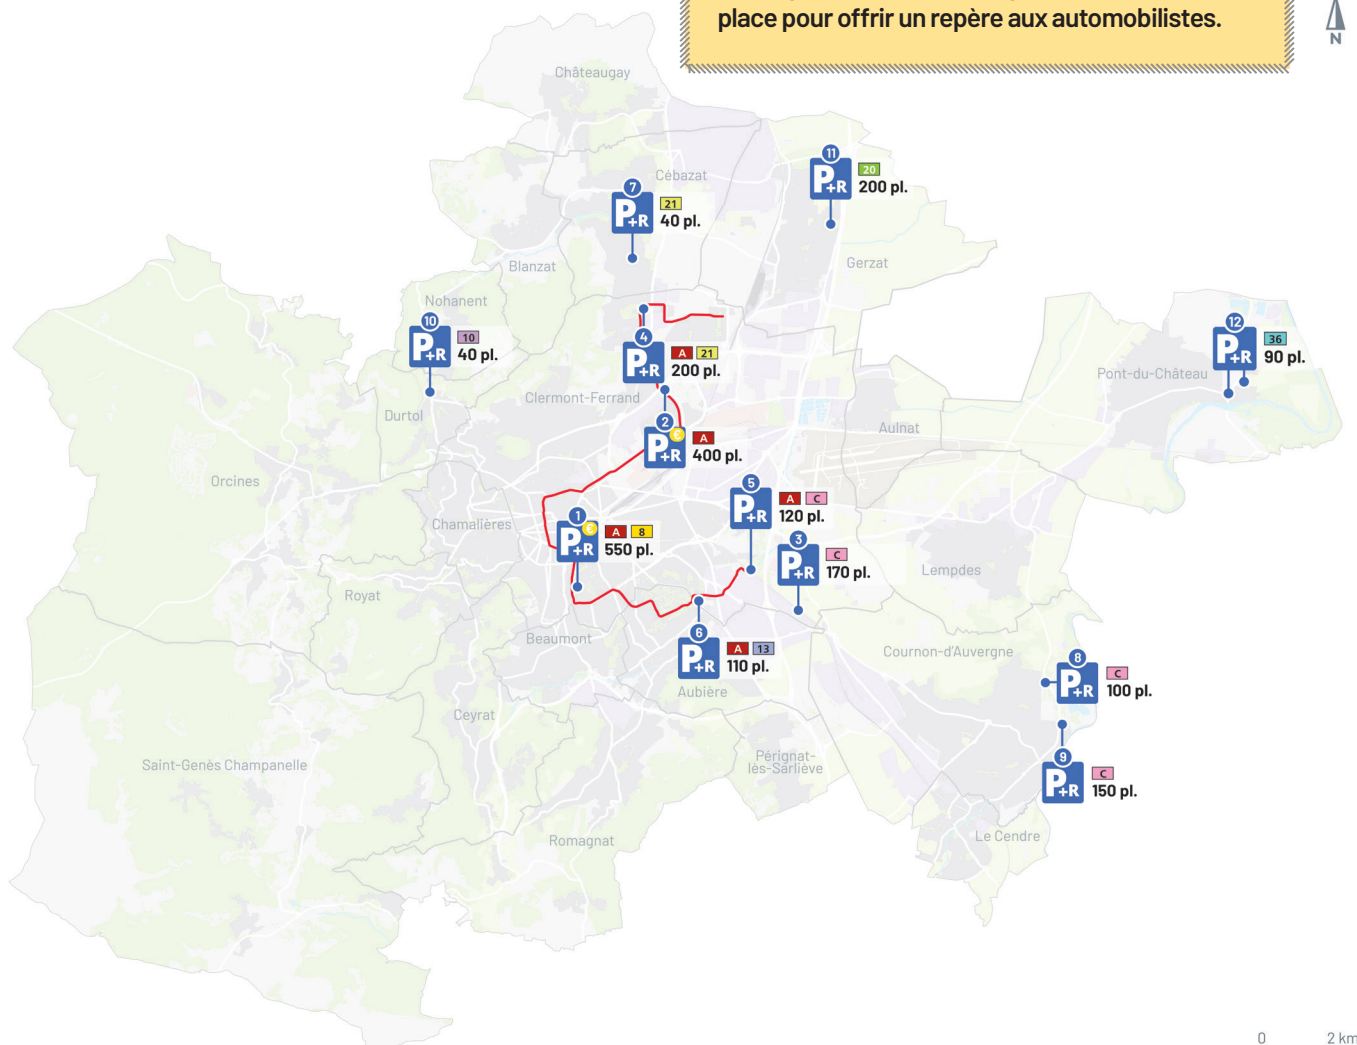 place pour offrir un repère aux automobilistes.
N
Châteaugay
11
20
P+R
200 pl.
Cébazat
7
21
P+R
40 pl.
Gerzat
Blanzat
Nohanent
10
10
P+R
40 pl.
4
A 21
P+R
200 pl.
12
36
P+R
90 pl.
Pont-du-Château
Durtol
Clermont-Ferrand
2
€
A
P+R
400 pl.
Aulnat
Orcines
5
A C
P+R
120 pl.
Chamalières
1
€
A 8
P+R
550 pl.
3
C
P+R
170 pl.
Lempdes
Royat
Beaumont
6
A 13
P+R
110 pl.
Aubière
Cournon-d'Auvergne
8
C
P+R
100 pl.
Ceyrat
Saint-Genès Champanelle
Pérignat-
lès-Sarliève
9
C
P+R
150 pl.
Romagnat
Le Cendre
0 2 km